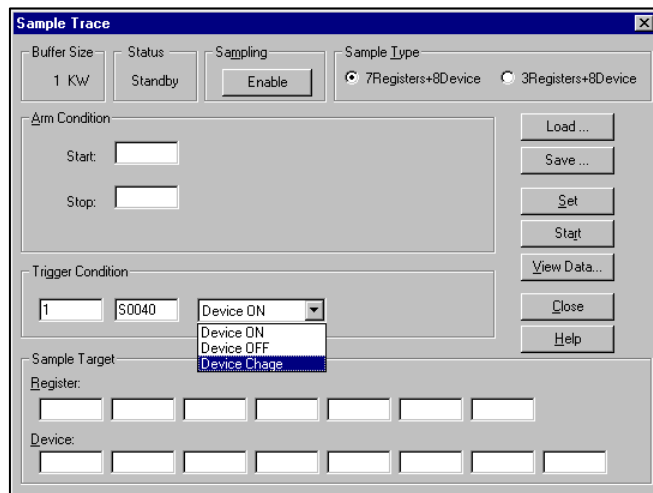 Sample Trace
Buffer Size Status Sampling Sample Type
1 KW Standby Enable 7Registers+8Device 3Registers+8Device
Arm Condition
Load ...
Start:
Save ...
Stop:
Set
Start
Trigger Condition
View Data...
1 S0040 Device ON
Close
Device ON
Device OFF
Help
Device Chage
Sample Target
Register:
Device: